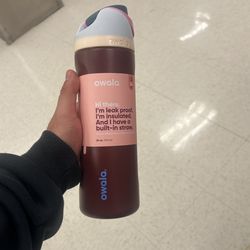 owala
Hi there.
I'm leak proof.
I'm insulated.
And I have a
built-in straw.
owala.